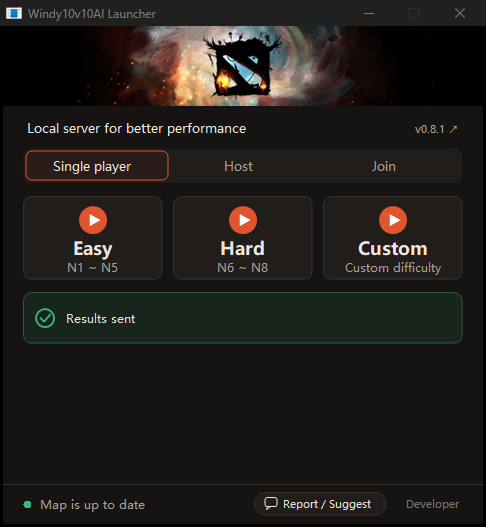 Windy10v10AI Launcher
Local server for better performance
v0.8.1 ↗
Single player
Host
Join
Easy
N1 ~ N5
Hard
N6 ~ N8
Custom
Custom difficulty
Results sent
Map is up to date
Report / Suggest
Developer